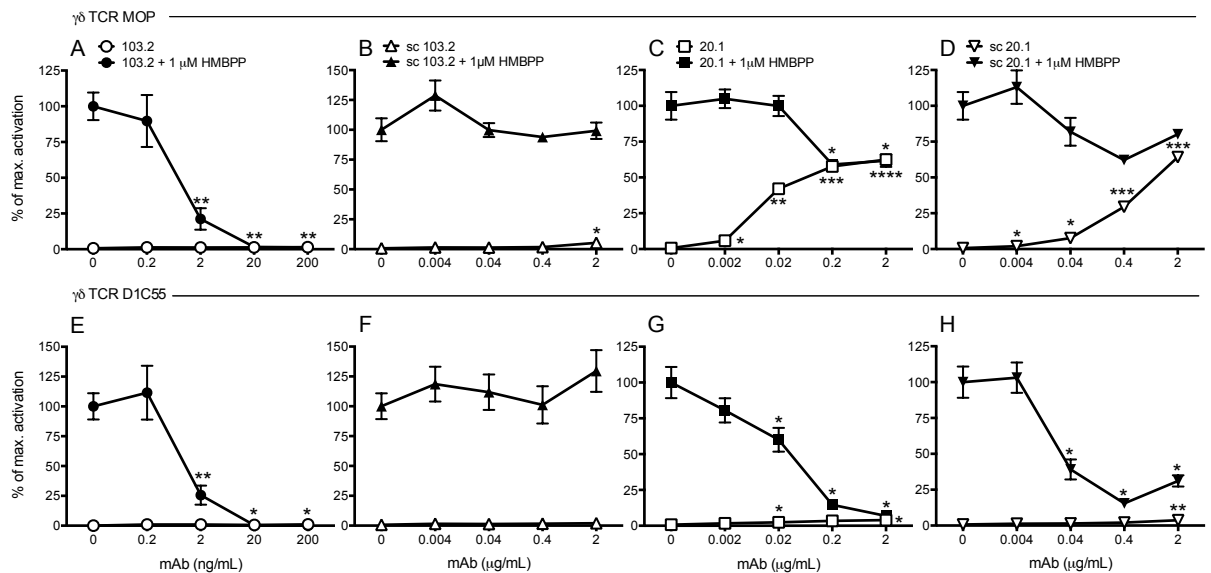 γδ TCR MOP
A
103.2
103.2 + 1 μM HMBPP
B
sc 103.2
sc 103.2 + 1μM HMBPP
C
20.1
20.1 + 1μM HMBPP
D
sc 20.1
sc 20.1 + 1μM HMBPP
% of max. activation
125
100
75
50
25
0
** ** **
0 0.2 2 20 200
150
125
100
75
50
25
0
*
0 0.004 0.04 0.4 2
125
100
75
50
25
0
* ** * *** * ****
0 0.002 0.02 0.2 2
125
100
75
50
25
0
* * *** ***
0 0.004 0.04 0.4 2
γδ TCR D1C55
E
F
G
H
% of max. activation
150
125
100
75
50
25
0
** * *
0 0.2 2 20 200
mAb (ng/mL)
150
125
100
75
50
25
0
0 0.004 0.04 0.4 2
mAb (μg/mL)
125
100
75
50
25
0
* * * * *
0 0.002 0.02 0.2 2
mAb (μg/mL)
125
100
75
50
25
0
* * * **
0 0.004 0.04 0.4 2
mAb (μg/mL)